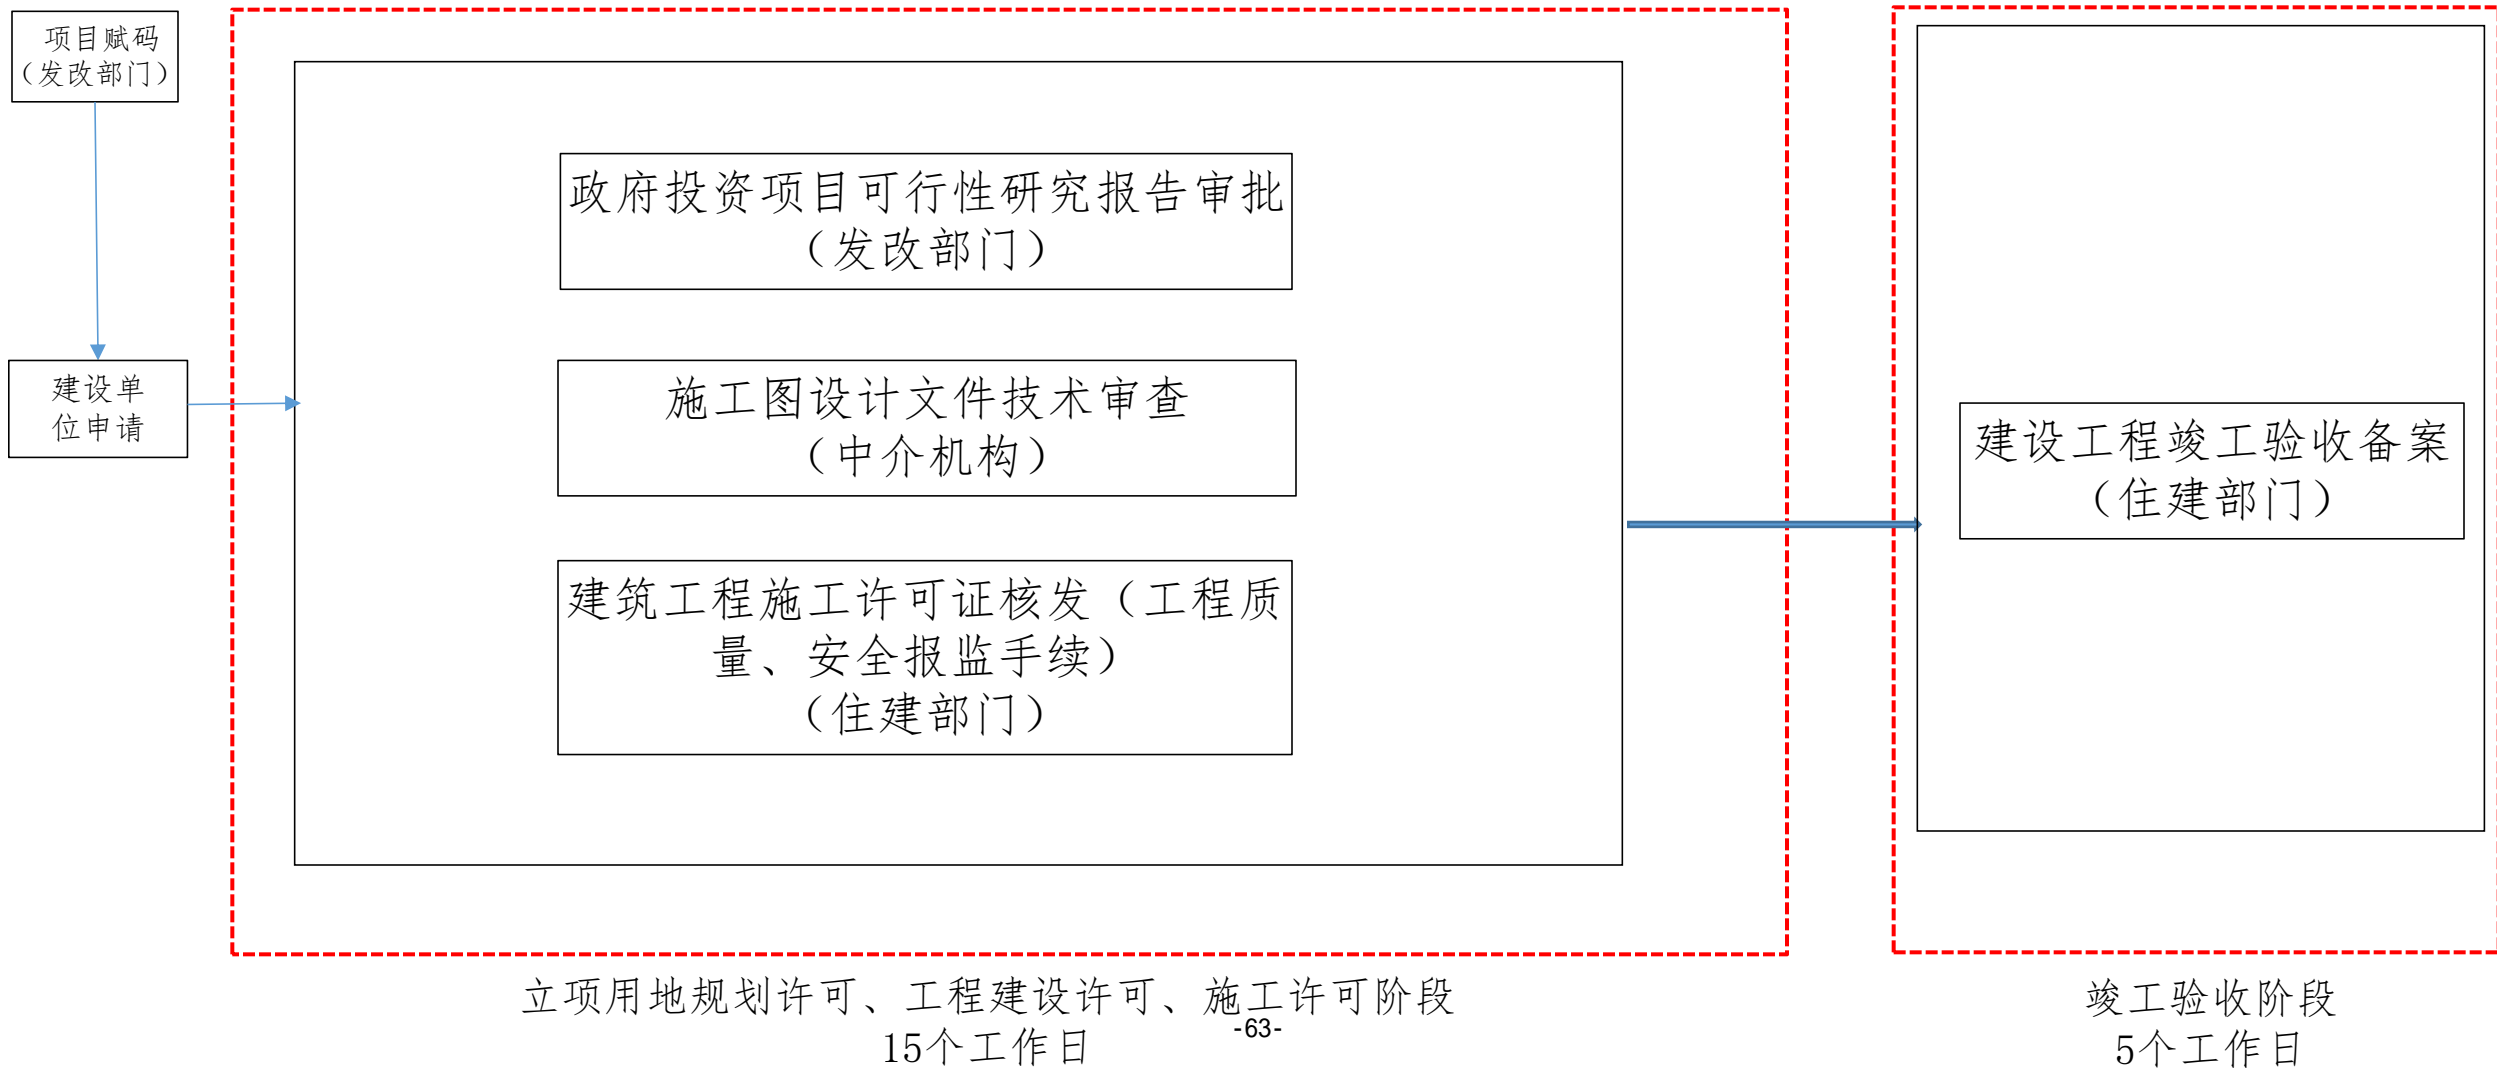 项目赋码
（发改部门）
建设单
位申请
政府投资项目可行性研究报告审批
（发改部门）
施工图设计文件技术审查
（中介机构）
建筑工程施工许可证核发（工程质
量、安全报监手续）
（住建部门）
建设工程竣工验收备案
（住建部门）
立项用地规划许可、工程建设许可、施工许可阶段
15个工作日
-63-
竣工验收阶段
5个工作日